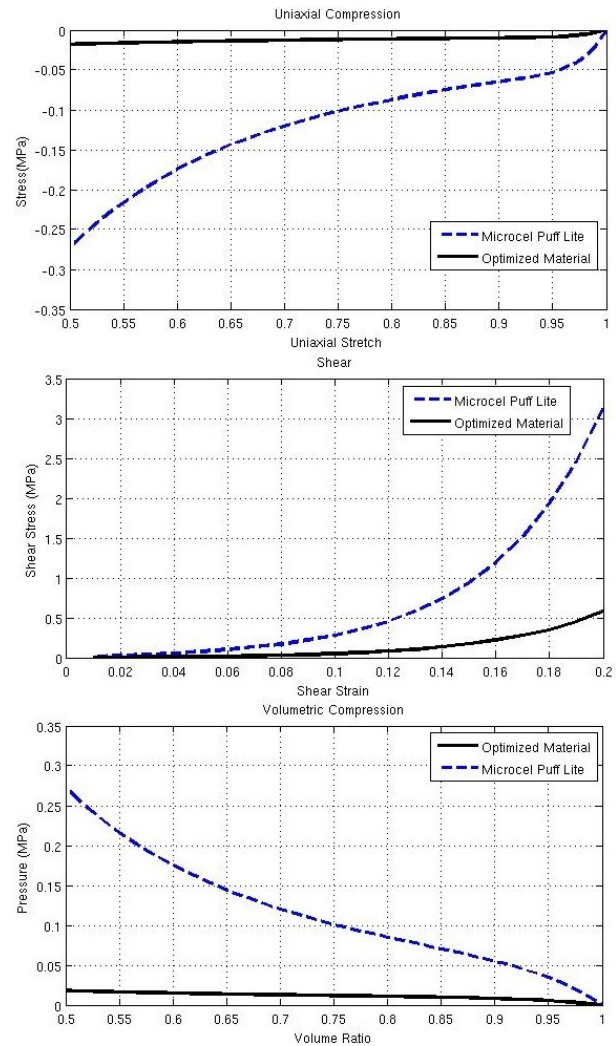 Uniaxial Compression
0
-0.05
-0.1
-0.15
-0.2
-0.25
-0.3
-0.35
Stress(MPa)
Microcel Puff Lite
Optimized Material
0.5 0.55 0.6 0.65 0.7 0.75 0.8 0.85 0.9 0.95 1
Uniaxial Stretch
Shear
3.5
3
2.5
2
1.5
1
0.5
0
Shear Stress (MPa)
Microcel Puff Lite
Optimized Material
0 0.02 0.04 0.06 0.08 0.1 0.12 0.14 0.16 0.18 0.2
Shear Strain
Volumetric Compression
0.35
0.3
0.25
0.2
0.15
0.1
0.05
0
Pressure (MPa)
Optimized Material
Microcel Puff Lite
0.5 0.55 0.6 0.65 0.7 0.75 0.8 0.85 0.9 0.95 1
Volume Ratio